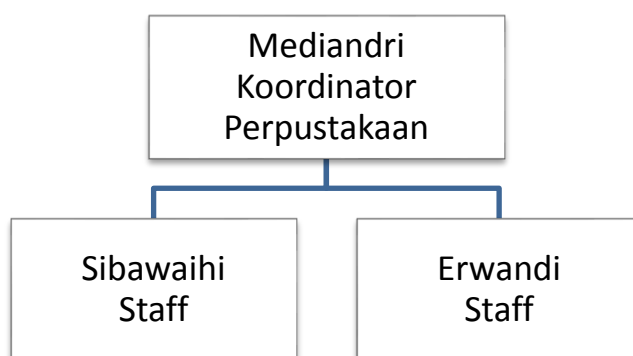 Mediandri
Koordinator
Perpustakaan
Sibawaihi
Staff
Erwandi
Staff